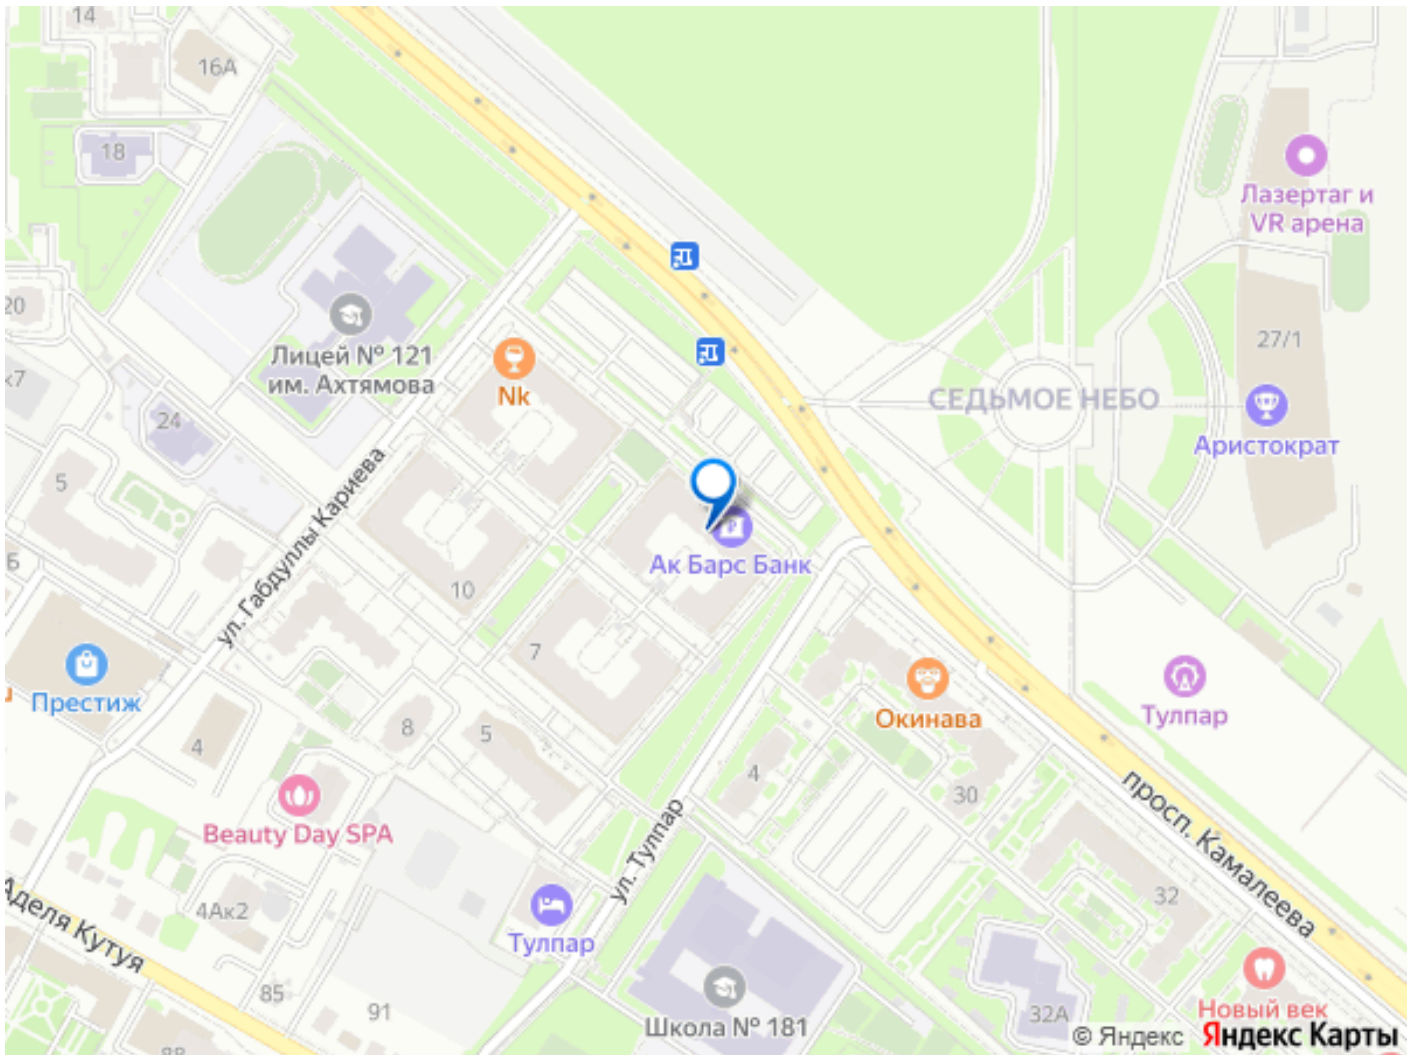 14
16А
18
Лазертаг и
VR арена
20
Лицей № 121
им. Ахтямова
Nk
27/1
к7
СЕДЬМОЕ НЕБО
24
Аристократ
5
ул. Габдуллы Кариева
Ак Барс Банк
Б
10
7
Престиж
Окинава
Тулпар
8
5
4
4
30
просп. Камалеева
Beauty Day SPA
ул. Тулпар
32
4Ак2
Аделя Кутуя
Тулпар
85
91
Новый век
32А
Школа № 181
© Яндекс Яндекс Карты